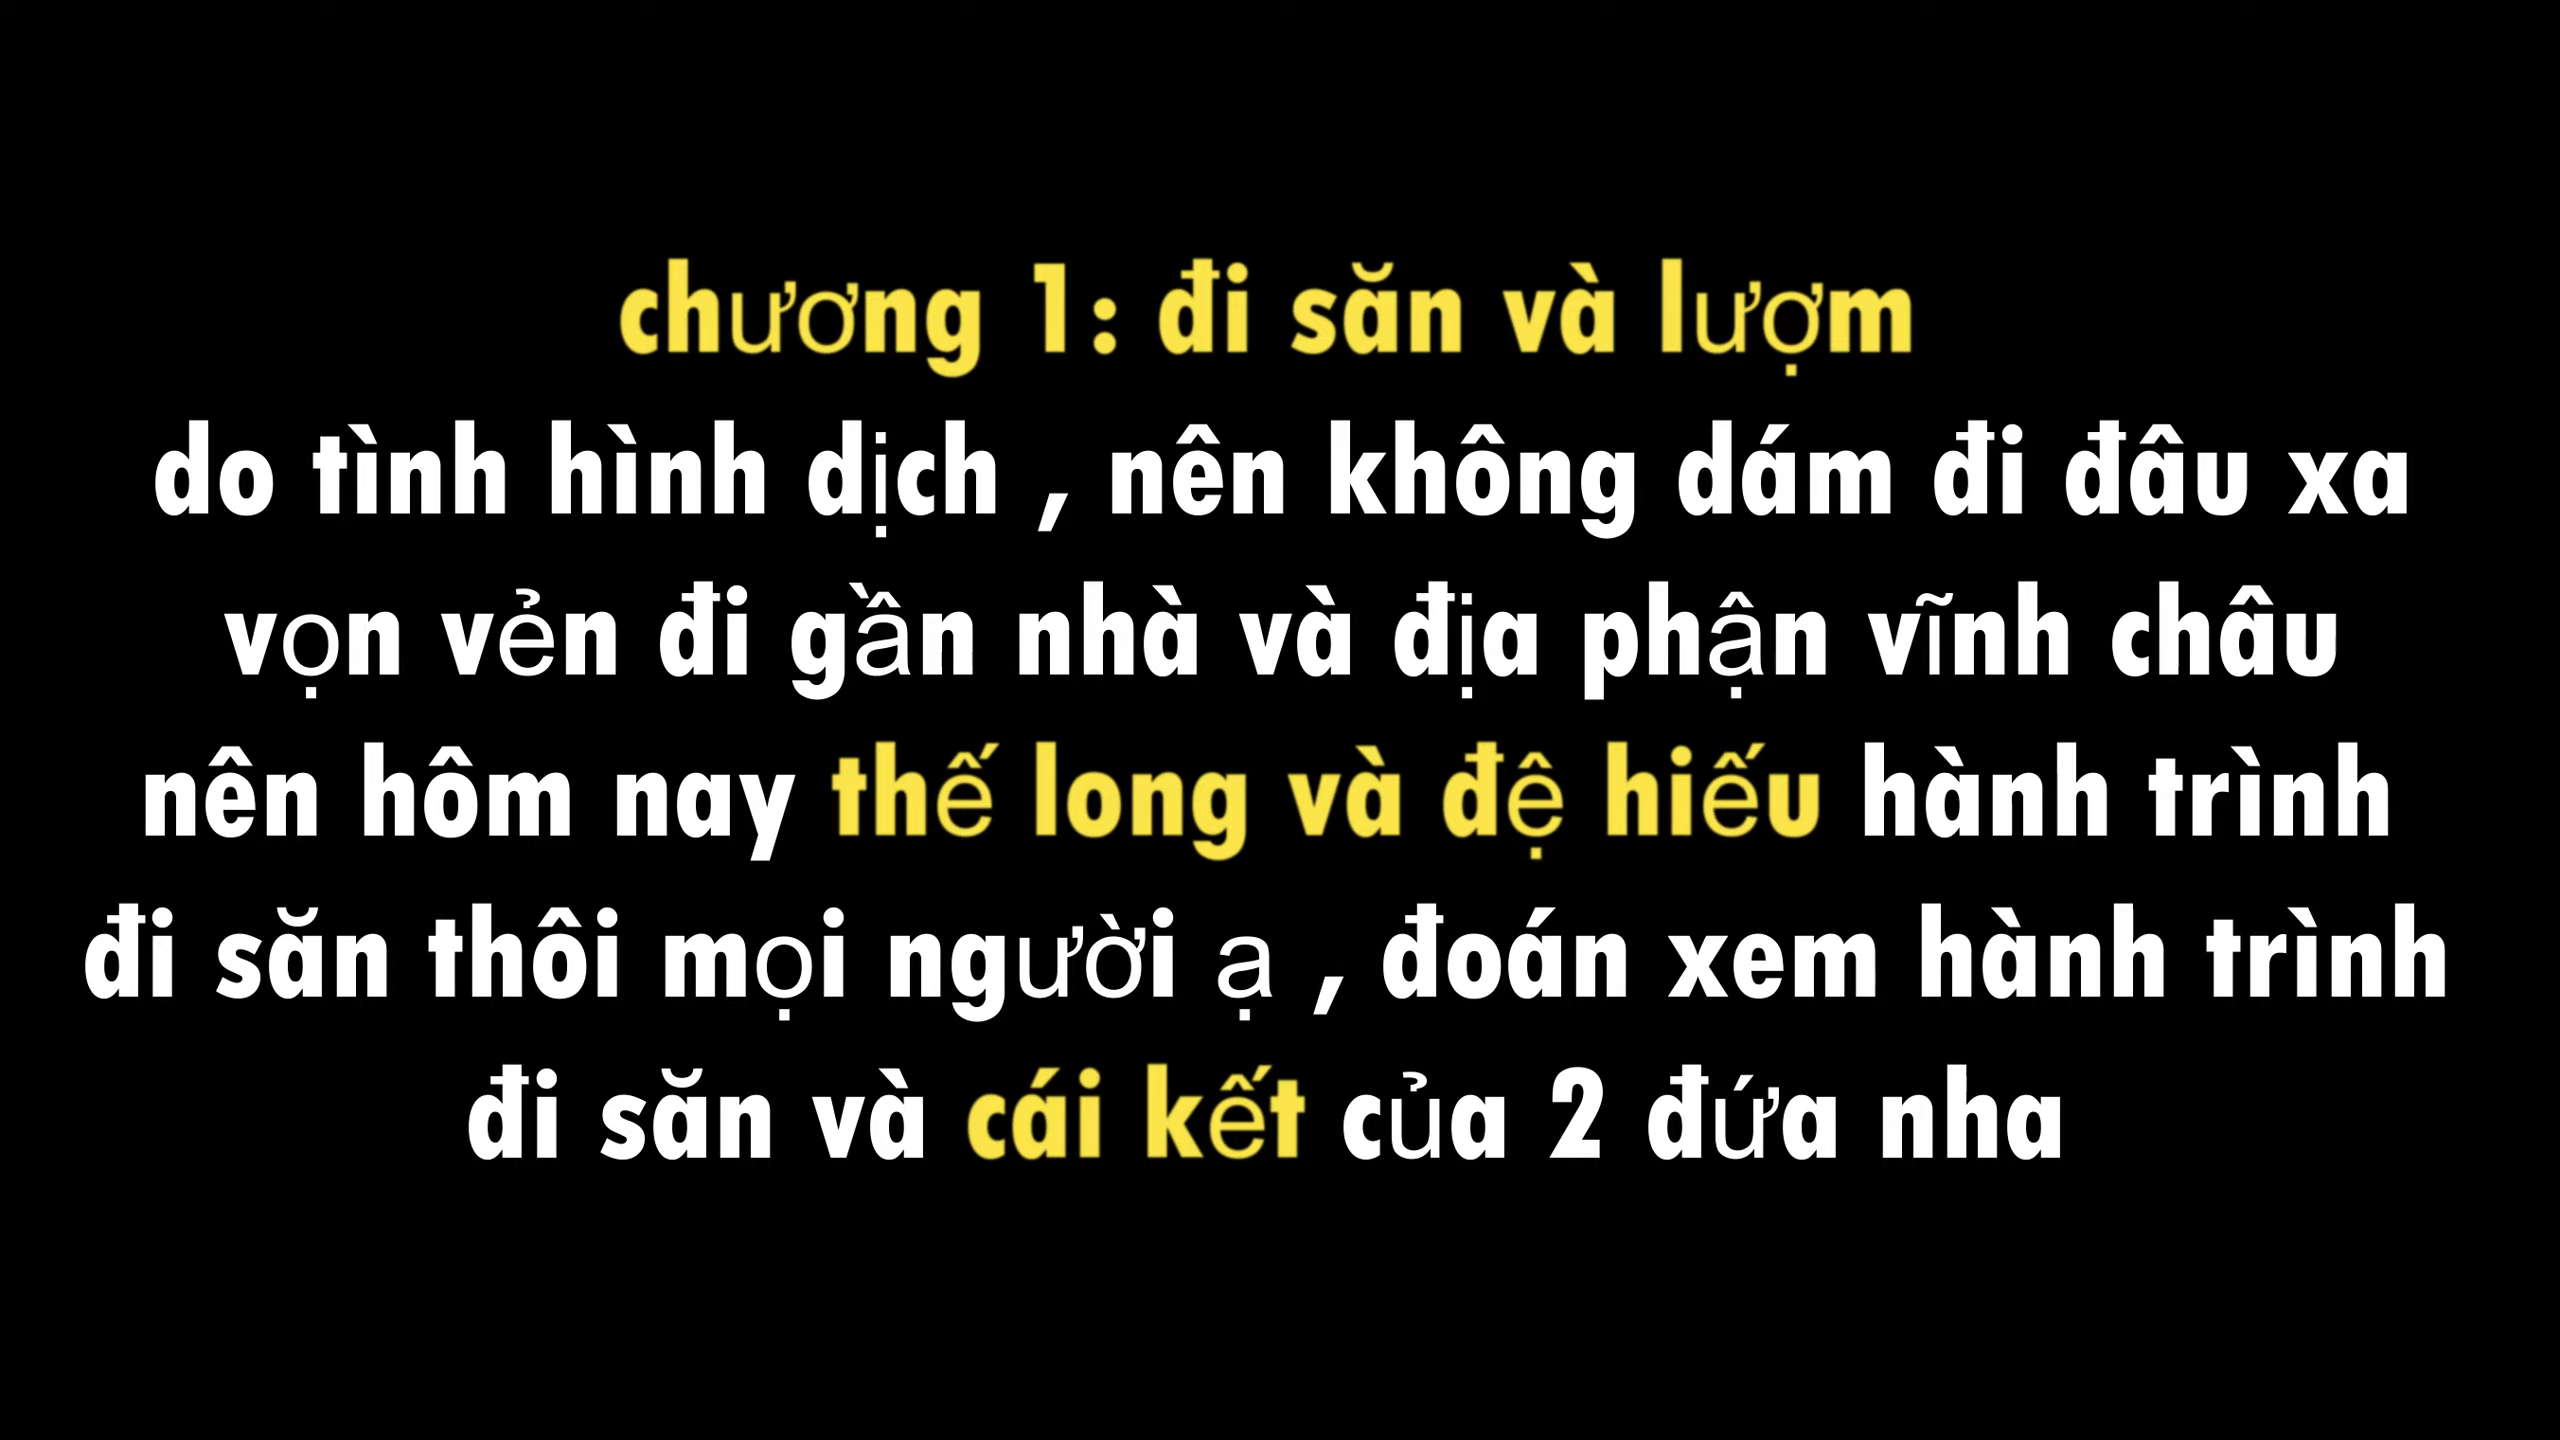 chương 1: đi săn và lượm
do tình hình dịch , nên không dám đi đâu xa
vọn vẻn đi gần nhà và địa phận vĩnh châu
nên hôm nay thế long và đệ hiếu hành trình
đi săn thôi mọi người ạ , đoán xem hành trình
đi săn và cái kết của 2 đứa nha